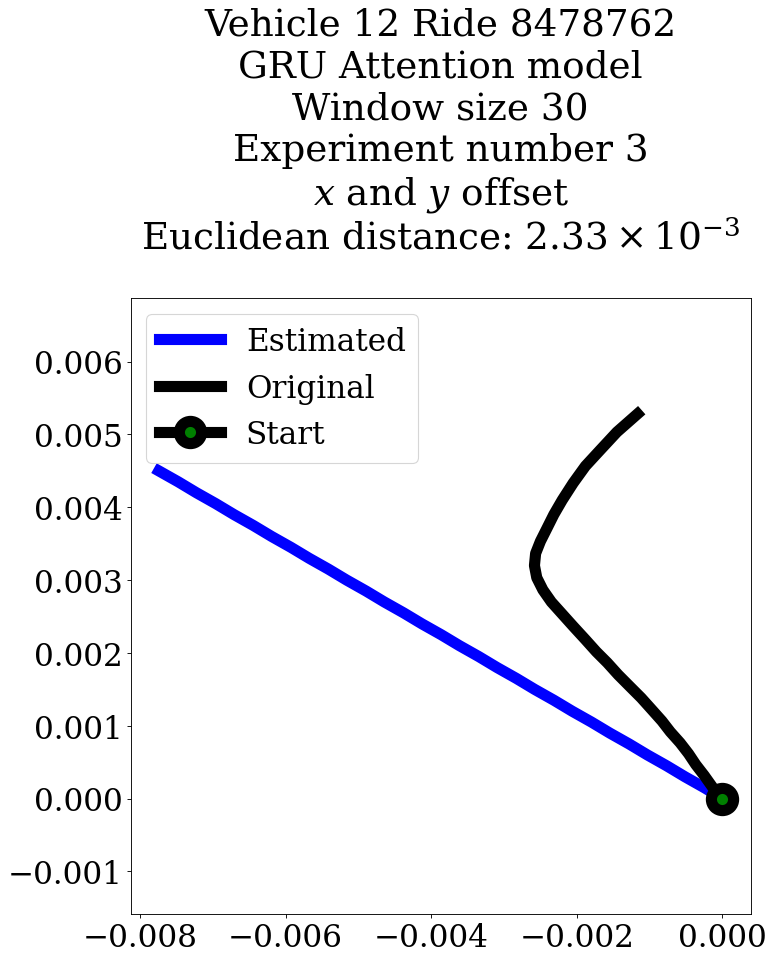 Vehicle 12 Ride 8478762
GRU Attention model
Window size 30
Experiment number 3
x and y offset
Euclidean distance: 2.33 × 10⁻³
Estimated
Original
Start
0.006
0.005
0.004
0.003
0.002
0.001
0.000
−0.001
−0.008 −0.006 −0.004 −0.002 0.000